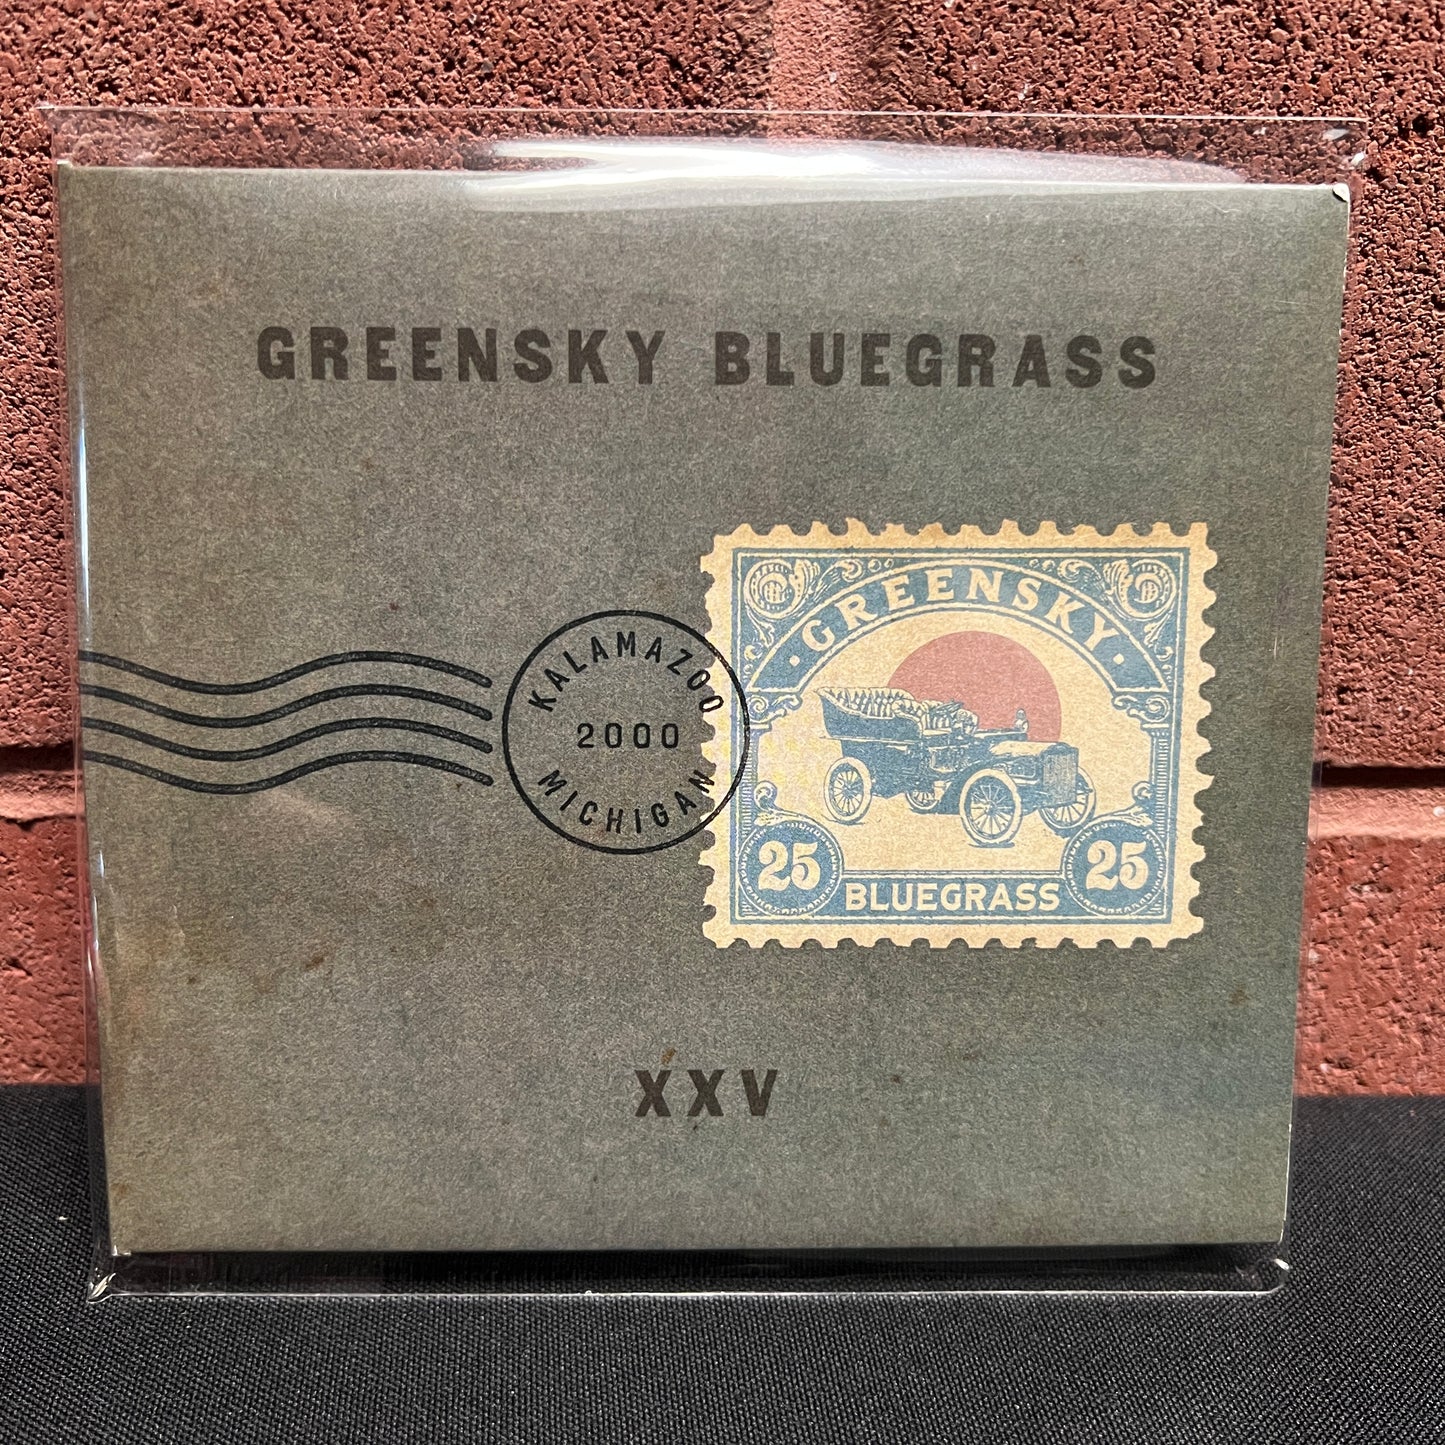 GREENSKY BLUEGRASS
· GREENSKY ·
KALAMAZOO
2000
MICHIGAN
25
BLUEGRASS
25
XXV